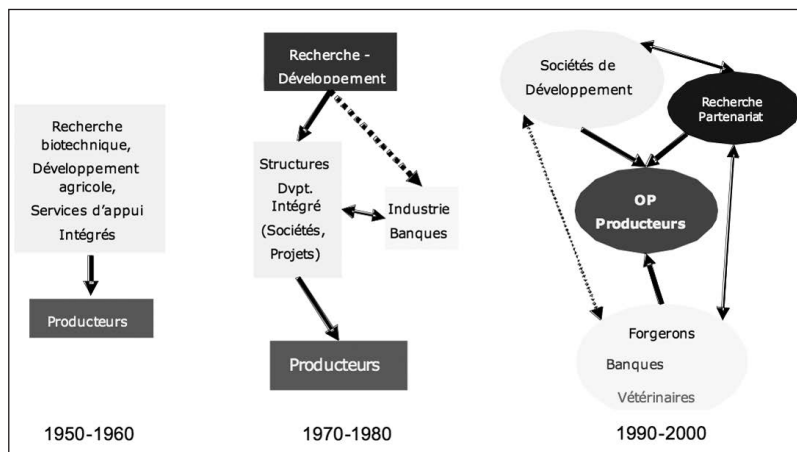 Recherche
biotechnique,
Développement
agricole,
Services d'appui
Intégrés
Producteurs
1950-1960
Recherche -
Développement
Structures
Dvpt.
Intégré
(Sociétés,
Projets)
Industrie
Banques
Producteurs
1970-1980
Sociétés de
Développement
Recherche
Partenariat
OP
Producteurs
Forgerons
Banques
Vétérinaires
1990-2000